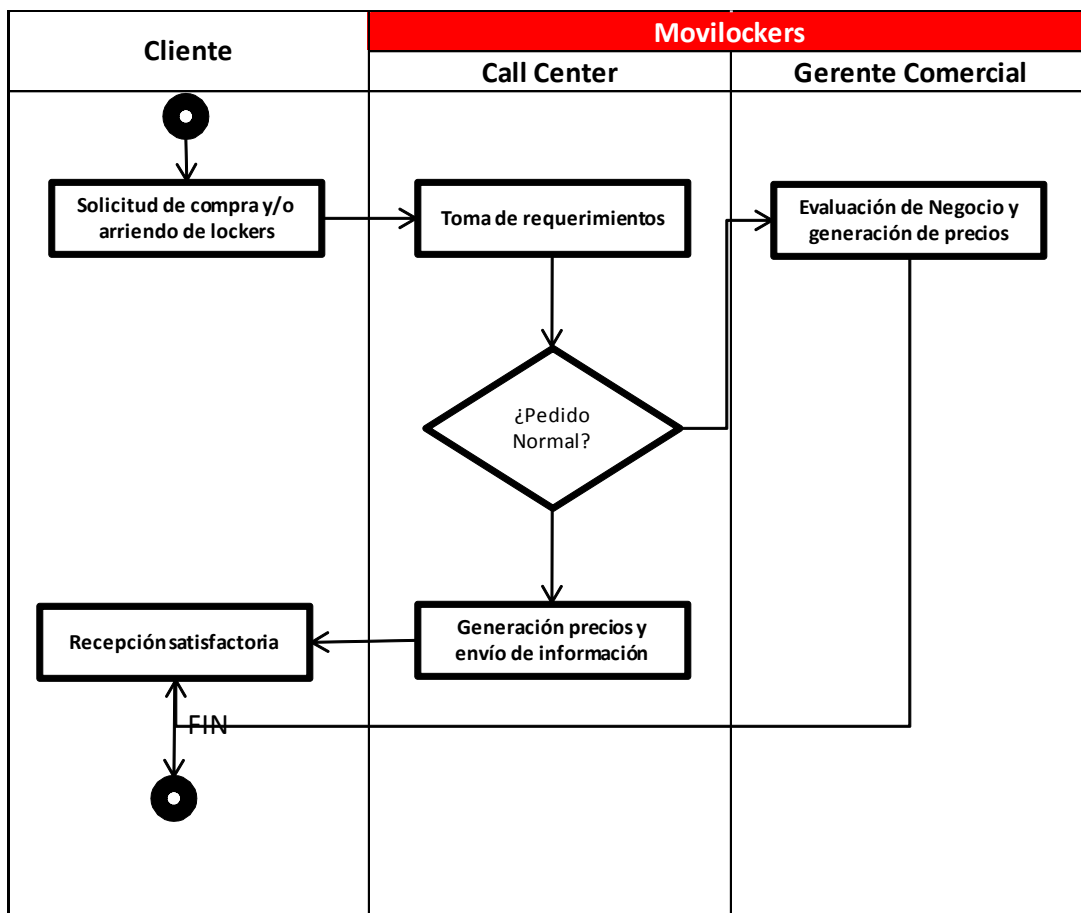 Cliente
Movilockers
Call Center
Gerente Comercial
Solicitud de compra y/o
arriendo de lockers
Toma de requerimientos
Evaluación de Negocio y
generación de precios
¿Pedido
Normal?
Recepción satisfactoria
Generación precios y
envío de información
FIN